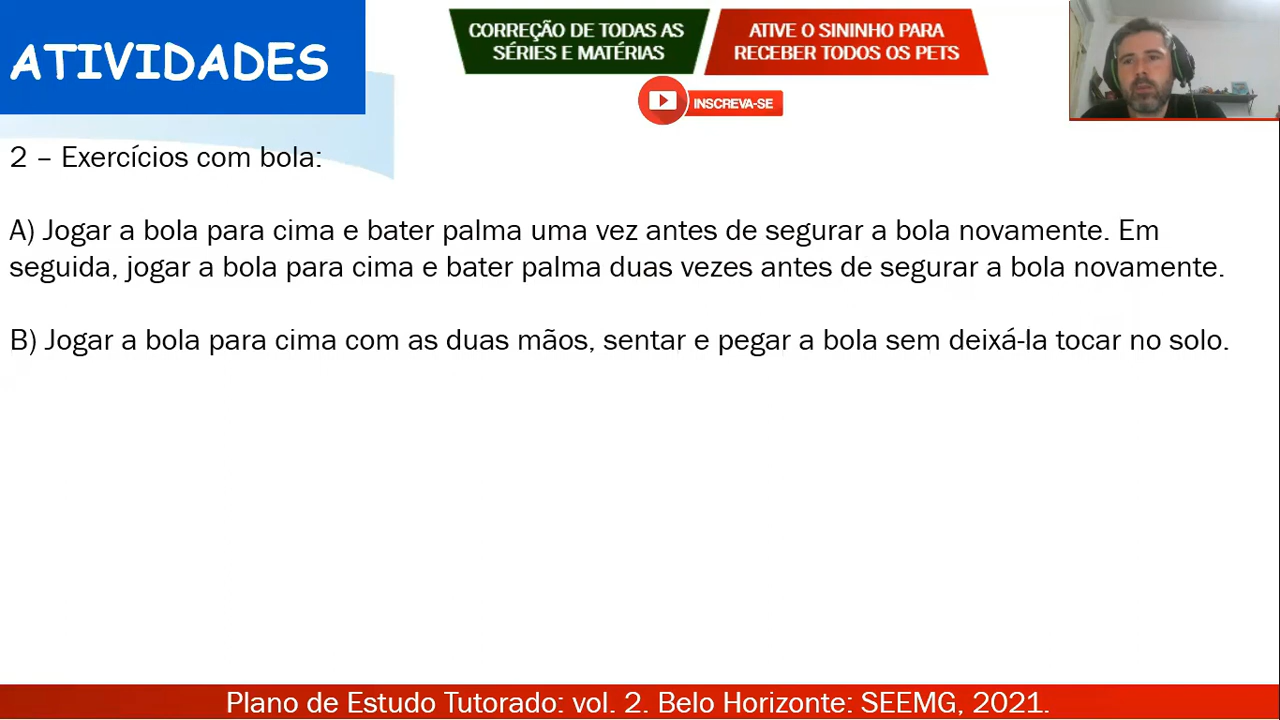 ATIVIDADES
CORREÇÃO DE TODAS AS
SÉRIES E MATÉRIAS
ATIVE O SININHO PARA
RECEBER TODOS OS PETS
INSCREVA-SE
2 – Exercícios com bola:
A) Jogar a bola para cima e bater palma uma vez antes de segurar a bola novamente. Em
seguida, jogar a bola para cima e bater palma duas vezes antes de segurar a bola novamente.
B) Jogar a bola para cima com as duas mãos, sentar e pegar a bola sem deixá-la tocar no solo.
Plano de Estudo Tutorado: vol. 2. Belo Horizonte: SEEMG, 2021.